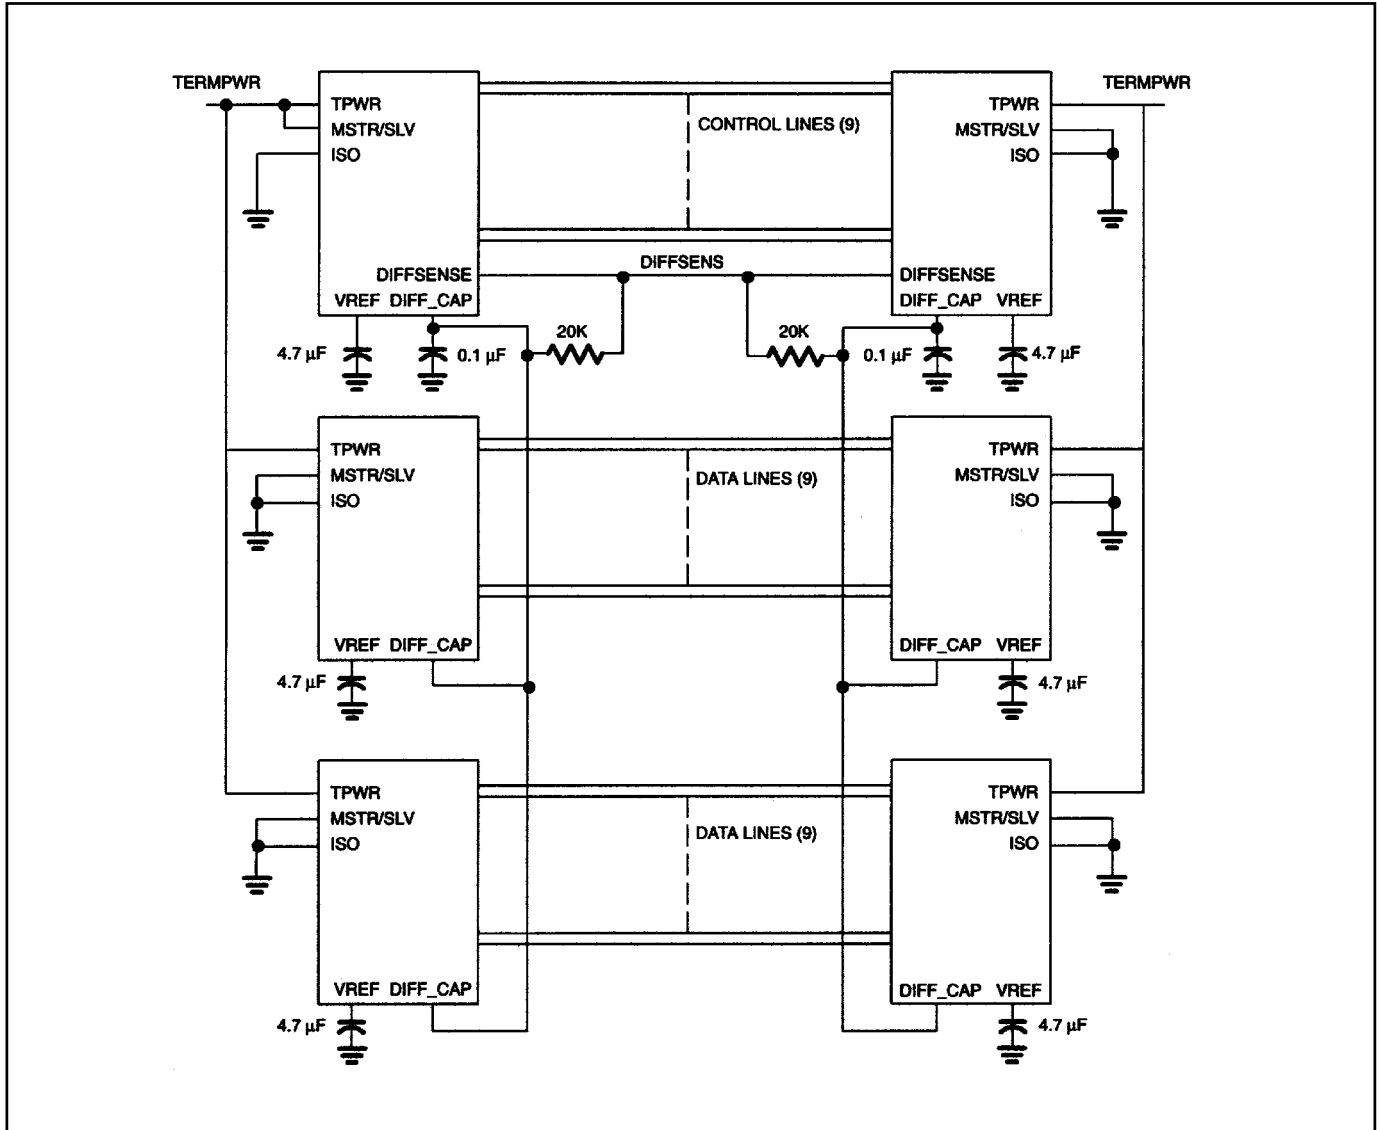 TERMPWR
TERMPWR
TPWR
MSTR/SLV
ISO
CONTROL LINES (9)
TPWR
MSTR/SLV
ISO
DIFFSENSE
DIFFSENS
DIFFSENSE
VREF DIFF_CAP
DIFF_CAP VREF
4.7 µF
0.1 µF
20K
20K
0.1 µF
4.7 µF
TPWR
MSTR/SLV
ISO
DATA LINES (9)
TPWR
MSTR/SLV
ISO
VREF DIFF_CAP
DIFF_CAP VREF
4.7 µF
4.7 µF
TPWR
MSTR/SLV
ISO
DATA LINES (9)
TPWR
MSTR/SLV
ISO
VREF DIFF_CAP
DIFF_CAP VREF
4.7 µF
4.7 µF